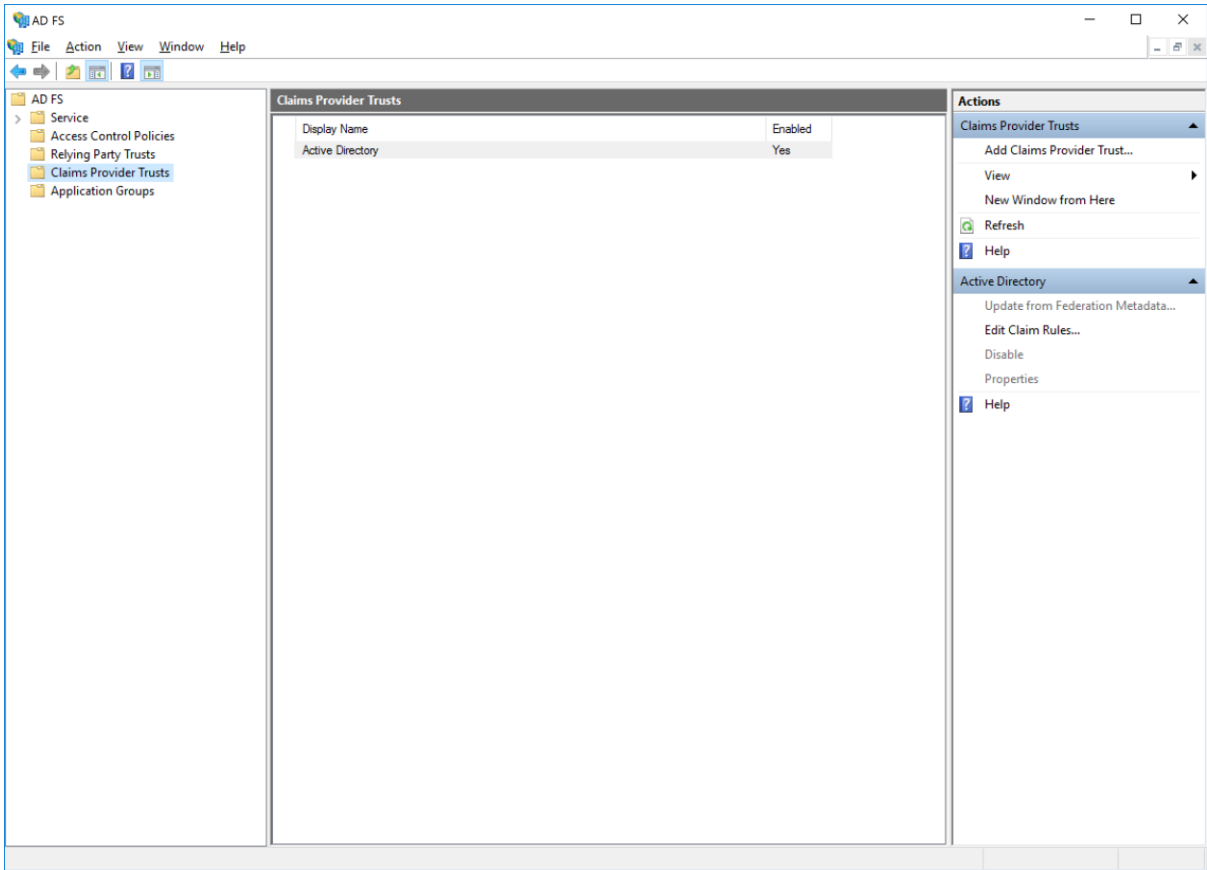 AD FS
File Action View Window Help
AD FS
Service
Access Control Policies
Relying Party Trusts
Claims Provider Trusts
Application Groups
Claims Provider Trusts
Display Name Enabled
Active Directory Yes
Actions
Claims Provider Trusts
Add Claims Provider Trust...
View
New Window from Here
Refresh
Help
Active Directory
Update from Federation Metadata...
Edit Claim Rules...
Disable
Properties
Help